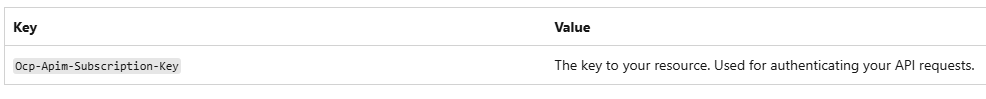 Key Value
Ocp-Apim-Subscription-Key The key to your resource. Used for authenticating your API requests.